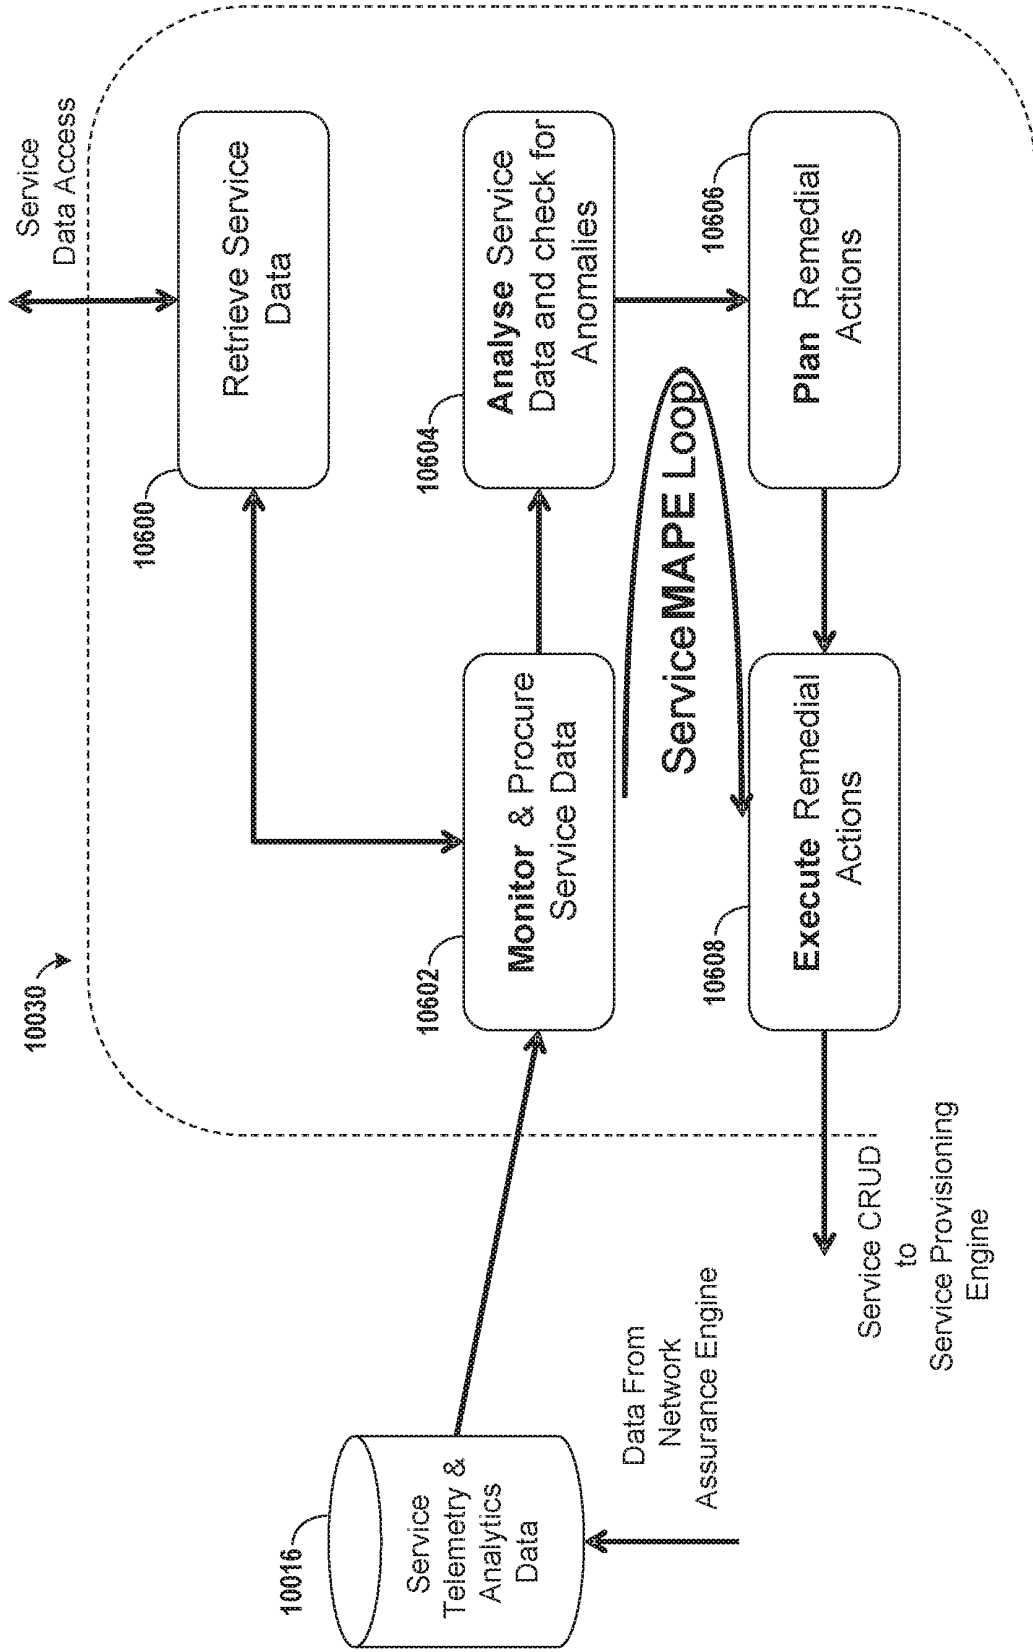 10030
Service
Data Access
10600
Retrieve Service
Data
10602
Monitor & Procure
Service Data
10604
Analyse Service
Data and check for
Anomalies
Service MAPE Loop
10606
Plan Remedial
Actions
10608
Execute Remedial
Actions
10016
Service
Telemetry &
Analytics
Data
Data From
Network
Assurance Engine
Service CRUD
to
Service Provisioning
Engine